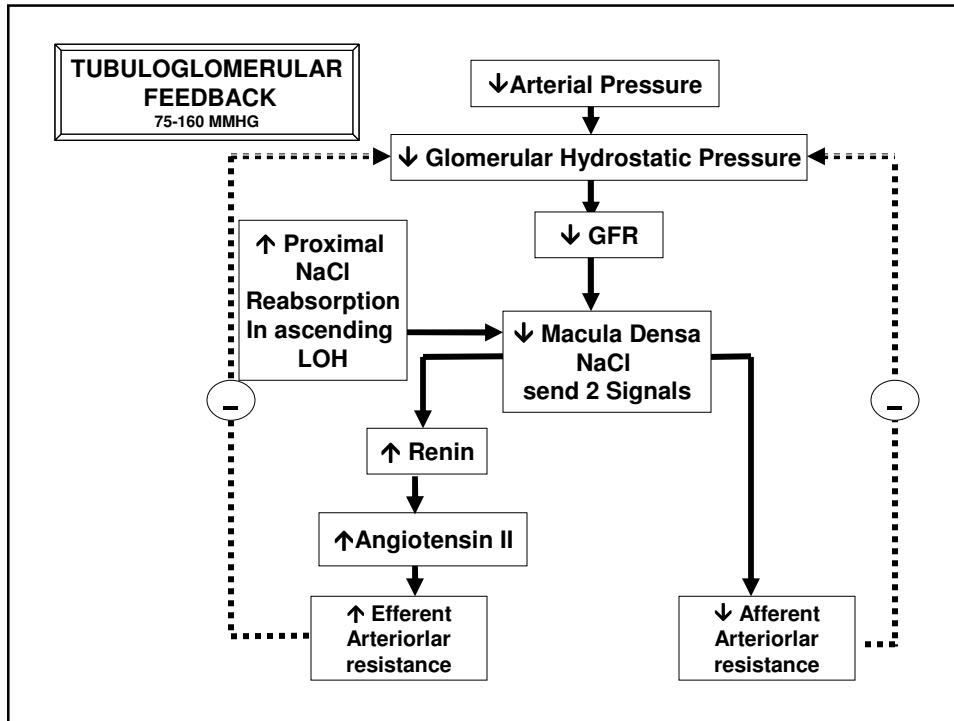 TUBULOGLOMERULAR
FEEDBACK
75-160 MMHG
↓Arterial Pressure
↓ Glomerular Hydrostatic Pressure
↓ GFR
↑ Proximal
NaCl
Reabsorption
In ascending
LOH
↓ Macula Densa
NaCl
send 2 Signals
–
–
↑ Renin
↑Angiotensin II
↑ Efferent
Arteriorlar
resistance
↓ Afferent
Arteriorlar
resistance